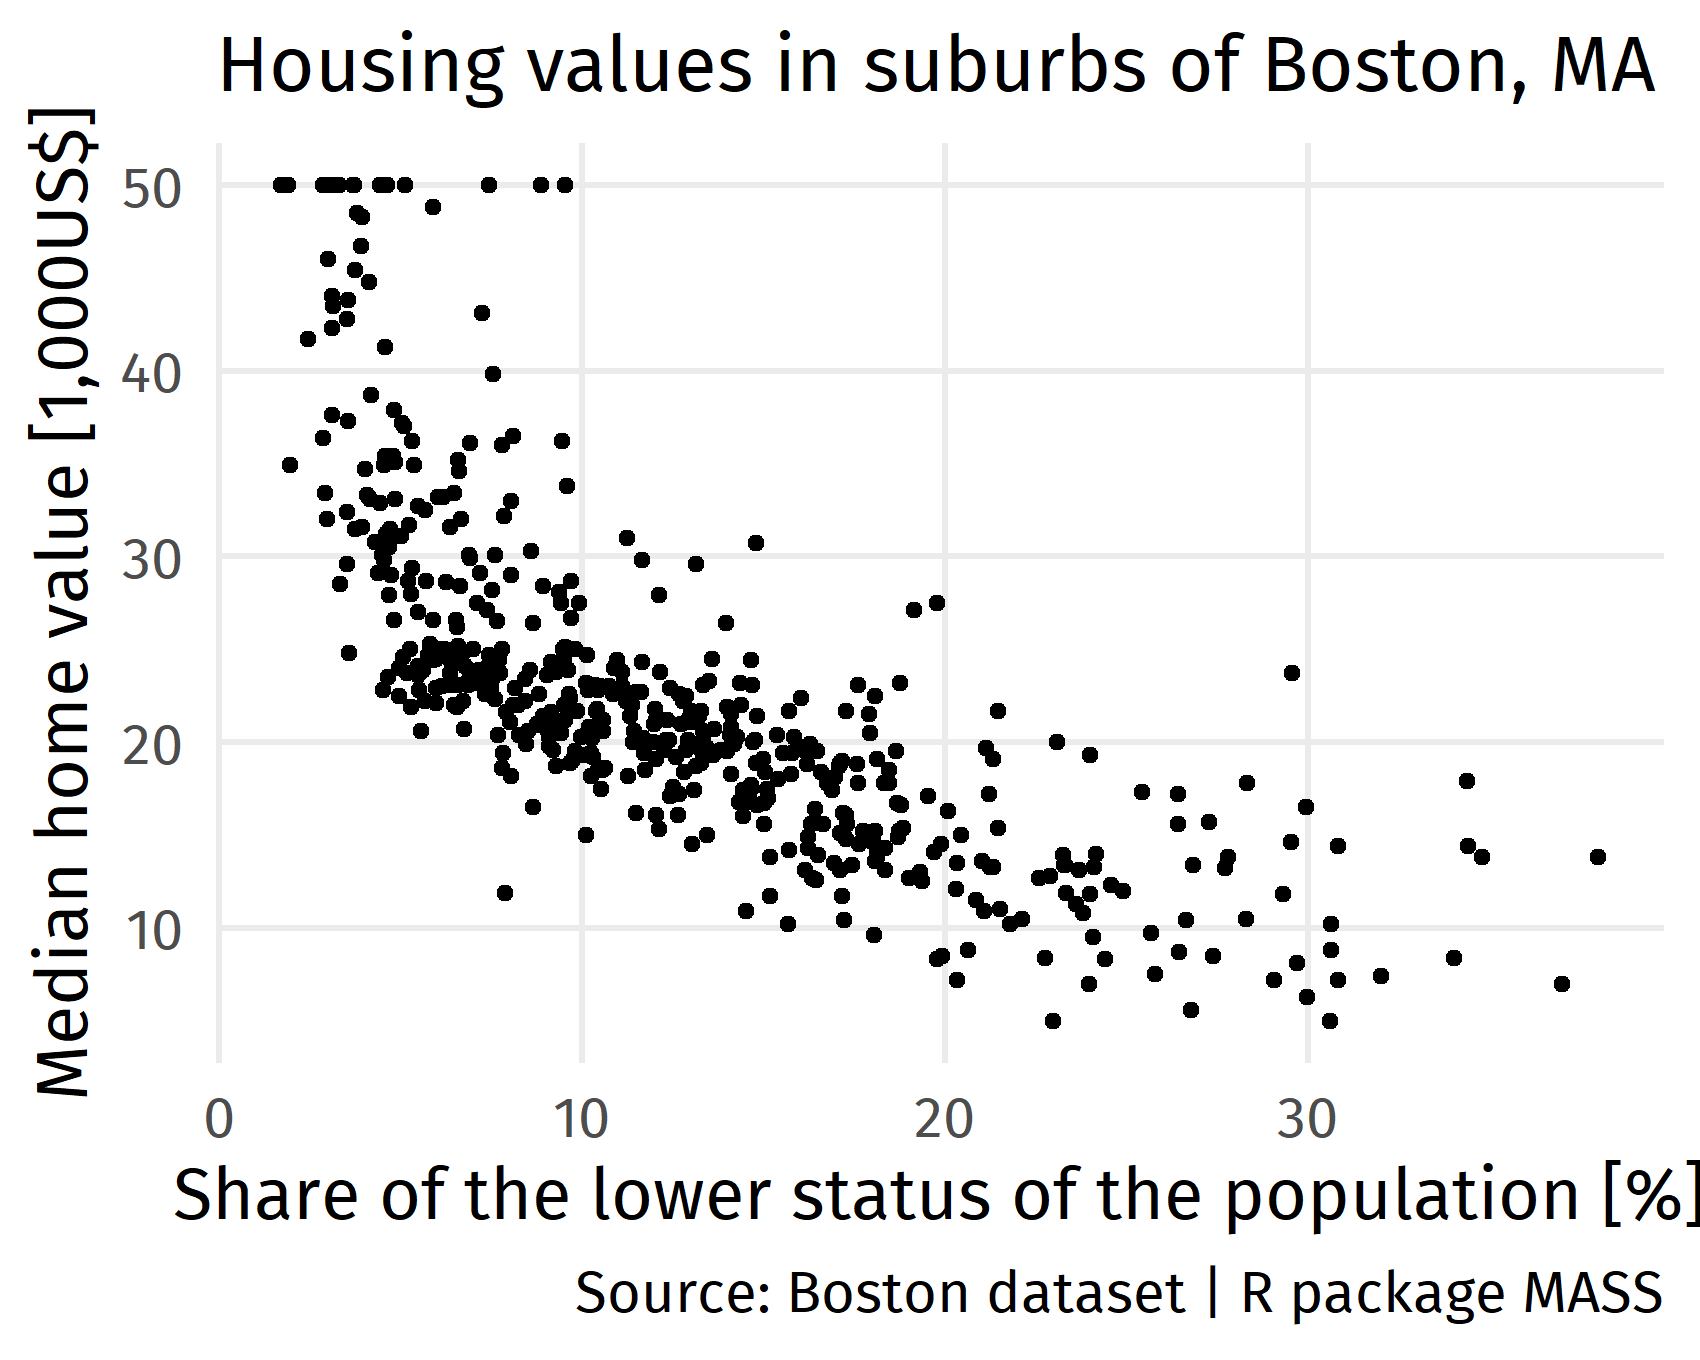 Housing values in suburbs of Boston, MA
Median home value [1,000US$]
50
40
30
20
10
0 10 20 30
Share of the lower status of the population [%]
Source: Boston dataset | R package MASS